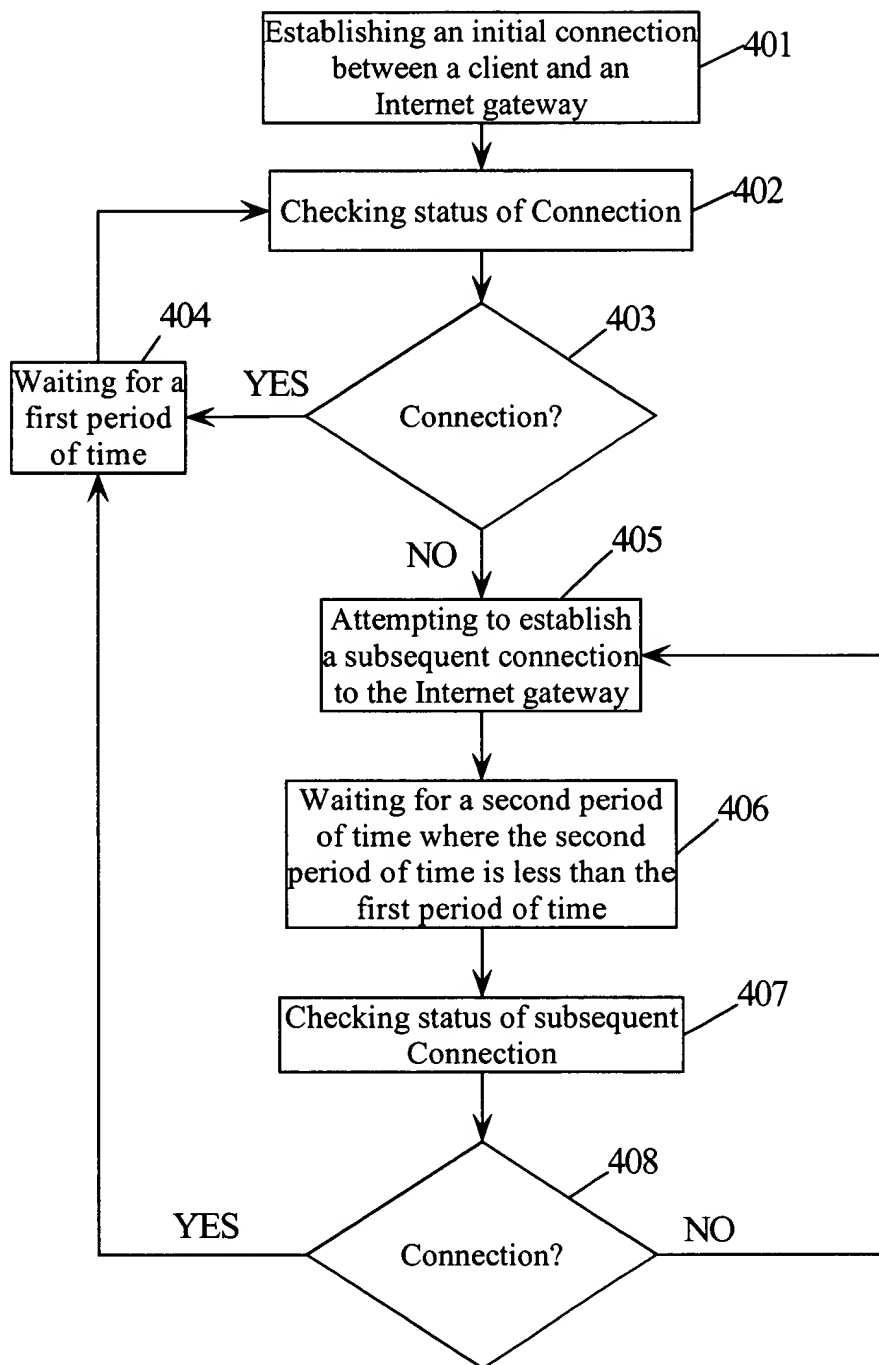 Establishing an initial connection
between a client and an
Internet gateway
401
402
Checking status of Connection
403
404
Waiting for a
first period
of time
YES
Connection?
NO
405
Attempting to establish
a subsequent connection
to the Internet gateway
Waiting for a second period
of time where the second
period of time is less than the
first period of time
406
407
Checking status of subsequent
Connection
408
YES
Connection?
NO